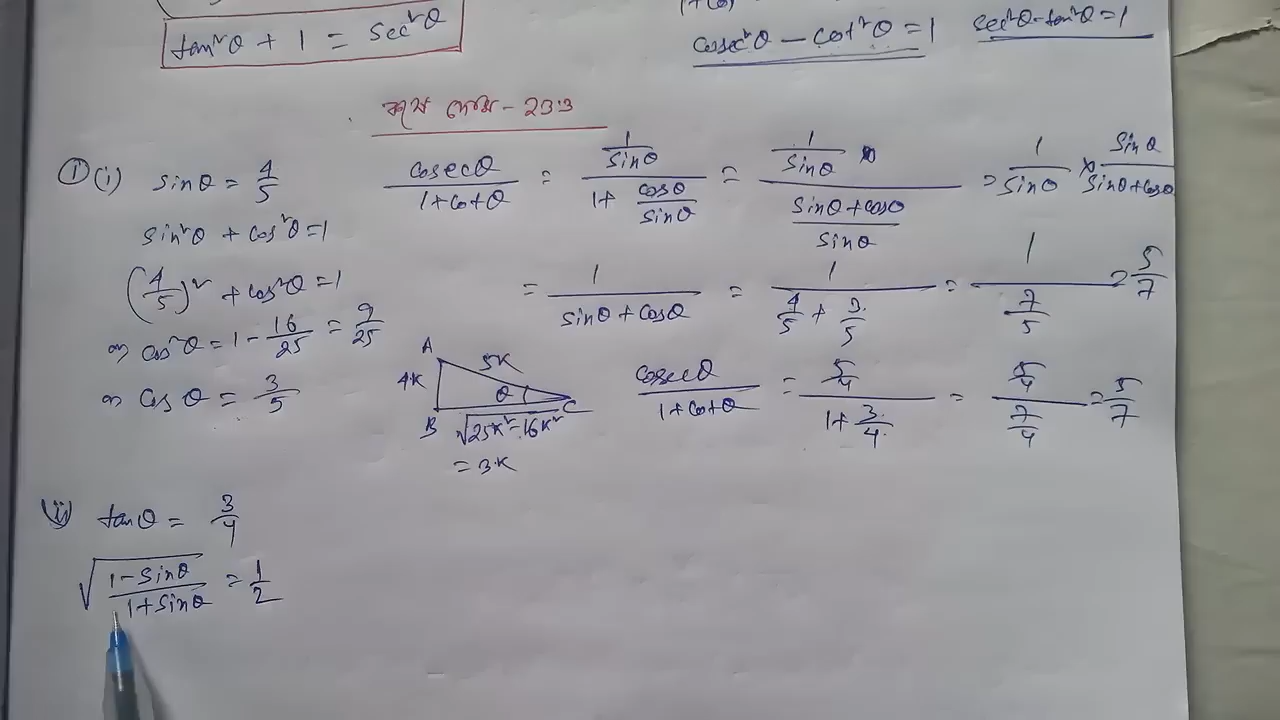 tan²θ + 1 = sec²θ
cosec²θ − cot²θ = 1
sec²θ − tan²θ = 1
কষে দেখি - 23.3
① (i) sinθ = 4/5
sin²θ + cos²θ = 1
(4/5)² + cos²θ = 1
⇒ cos²θ = 1 − 16/25 = 9/25
⇒ cos θ = 3/5
cosecθ/(1+cotθ) = (1/sinθ)/(1 + cosθ/sinθ) = (1/sinθ)/((sinθ+cosθ)/sinθ) = 1/sinθ × sinθ/(sinθ+cosθ)
= 1/(sinθ+cosθ) = 1/(4/5 + 3/5) = 1/(7/5) = 5/7
A
5K
4K
θ
B
C
√25K²−16K²
= 3K
cosecθ/(1+cotθ) = (5/4)/(1+3/4) = (5/4)/(7/4) = 5/7
(ii) tanθ = 3/4
√((1−sinθ)/(1+sinθ)) = 1/2